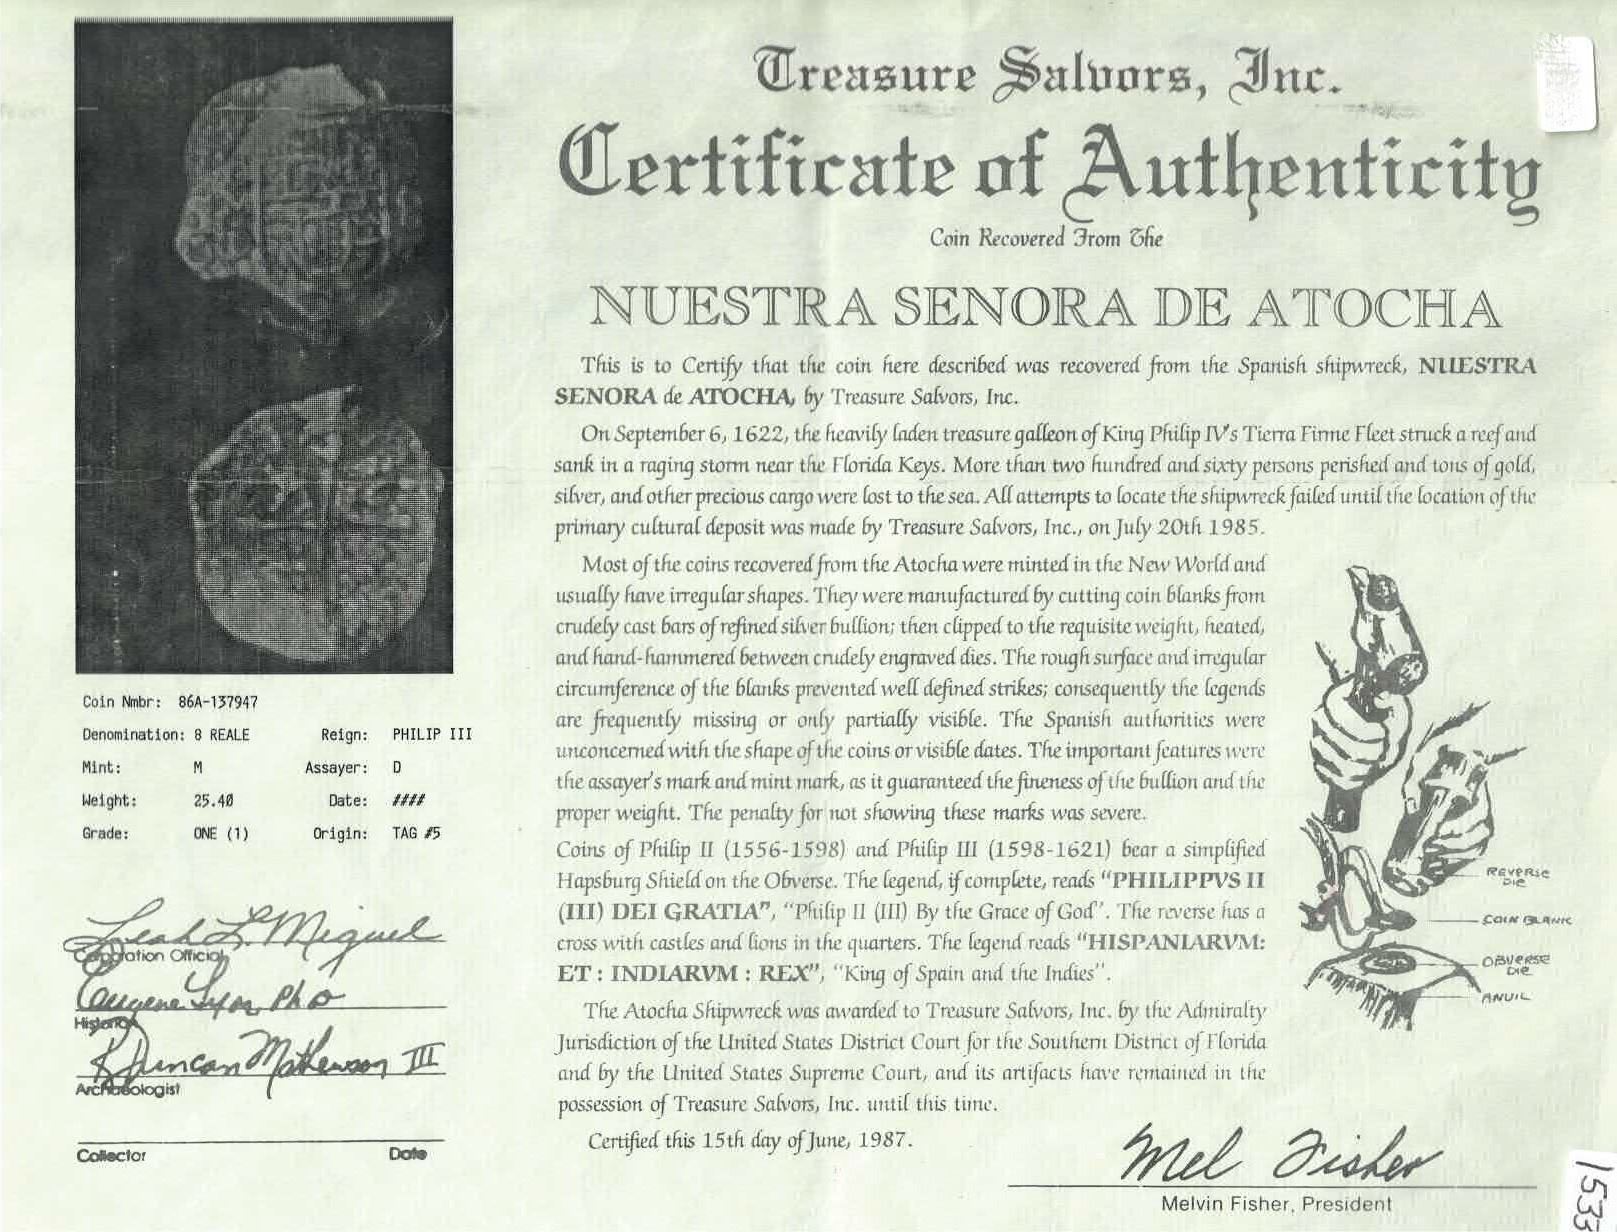 Treasure Salvors, Inc.
Certificate of Authenticity
Coin Recovered From The
NUESTRA SENORA DE ATOCHA
This is to Certify that the coin here described was recovered from the Spanish shipwreck, NUESTRA
SENORA de ATOCHA, by Treasure Salvors, Inc.
On September 6, 1622, the heavily laden treasure galleon of King Philip IV's Tierra Firme Fleet struck a reef and
sank in a raging storm near the Florida Keys. More than two hundred and sixty persons perished and tons of gold,
silver, and other precious cargo were lost to the sea. All attempts to locate the shipwreck failed until the location of the
primary cultural deposit was made by Treasure Salvors, Inc., on July 20th 1985.
Most of the coins recovered from the Atocha were minted in the New World and
usually have irregular shapes. They were manufactured by cutting coin blanks from
crudely cast bars of refined silver bullion; then clipped to the requisite weight, heated,
and hand-hammered between crudely engraved dies. The rough surface and irregular
circumference of the blanks prevented well defined strikes; consequently the legends
are frequently missing or only partially visible. The Spanish authorities were
unconcerned with the shape of the coins or visible dates. The important features were
the assayer's mark and mint mark, as it guaranteed the fineness of the bullion and the
proper weight. The penalty for not showing these marks was severe.
Coins of Philip II (1556-1598) and Philip III (1598-1621) bear a simplified
Hapsburg Shield on the Obverse. The legend, if complete, reads "PHILIPPVS II
(III) DEI GRATIA", "Philip II (III) By the Grace of God". The reverse has a
cross with castles and lions in the quarters. The legend reads "HISPANIARVM:
ET : INDIARVM : REX", "King of Spain and the Indies".
The Atocha Shipwreck was awarded to Treasure Salvors, Inc. by the Admiralty
Jurisdiction of the United States District Court for the Southern District of Florida
and by the United States Supreme Court, and its artifacts have remained in the
possession of Treasure Salvors, Inc. until this time.
Certified this 15th day of June, 1987.
Mel Fisher
Melvin Fisher, President
REVERSE
DIE
COIN BLANK
OBVERSE
DIE
ANVIL
Coin Nmbr: 86A-137947
Denomination: 8 REALE Reign: PHILIP III
Mint: M Assayer: D
Weight: 25.40 Date: ####
Grade: ONE (1) Origin: TAG #5
Leah L. Miguel
Corporation Official
Eugene Lyon PhD
Historian
R Duncan Mathewson III
Archaeologist
Collector Date
1533